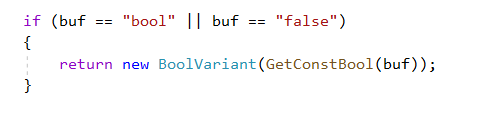 if (buf == "bool" || buf == "false")
{
    return new BoolVariant(GetConstBool(buf));
}